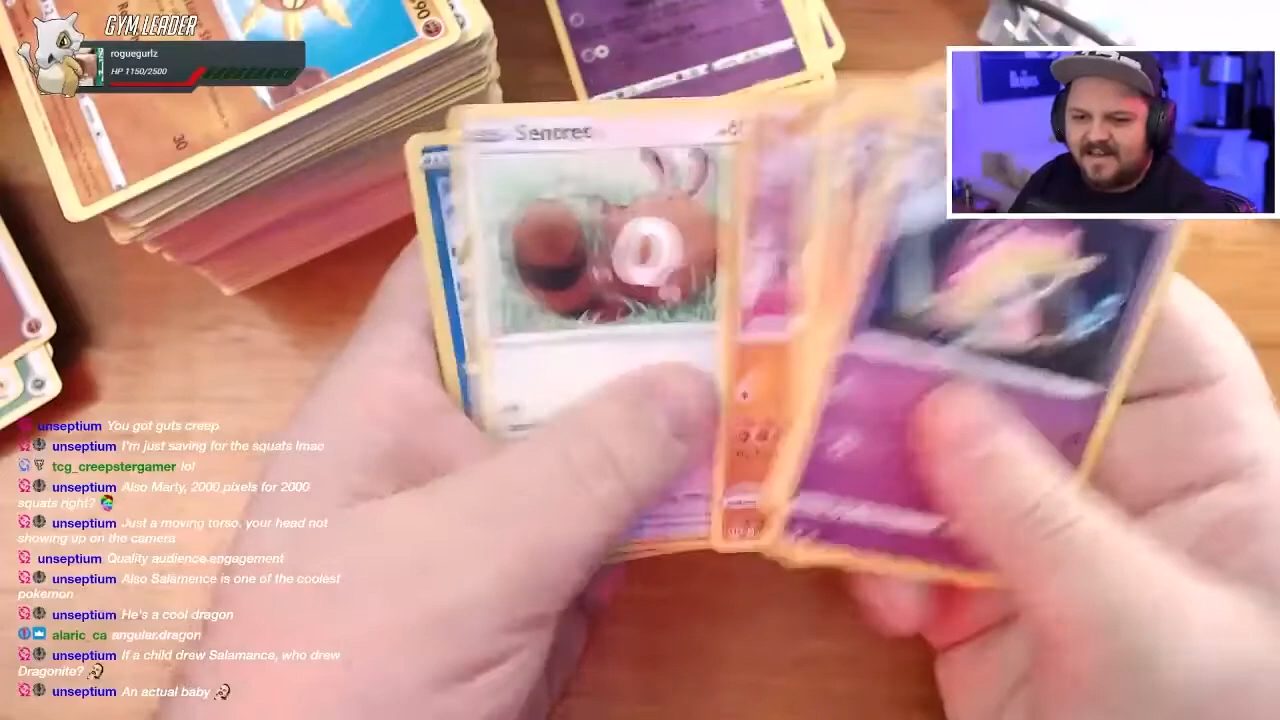 GYM LEADER
roguegurlz
HP 1150/2500
90
30
Sentret
Beatles
unseptium You got guts creep.
unseptium I'm just saving for the squats lmao
tcg_creepstergamer lol
unseptium Also Marty, 2000 pixels for 2000
squats right?
unseptium Just a moving torso, your head not
showing up on the camera
unseptium Quality audience engagement
unseptium Also Salamence is one of the coolest
pokemon
unseptium He's a cool dragon
alaric_ca angular.dragon
unseptium If a child drew Salamance, who drew
Dragonite?
unseptium An actual baby